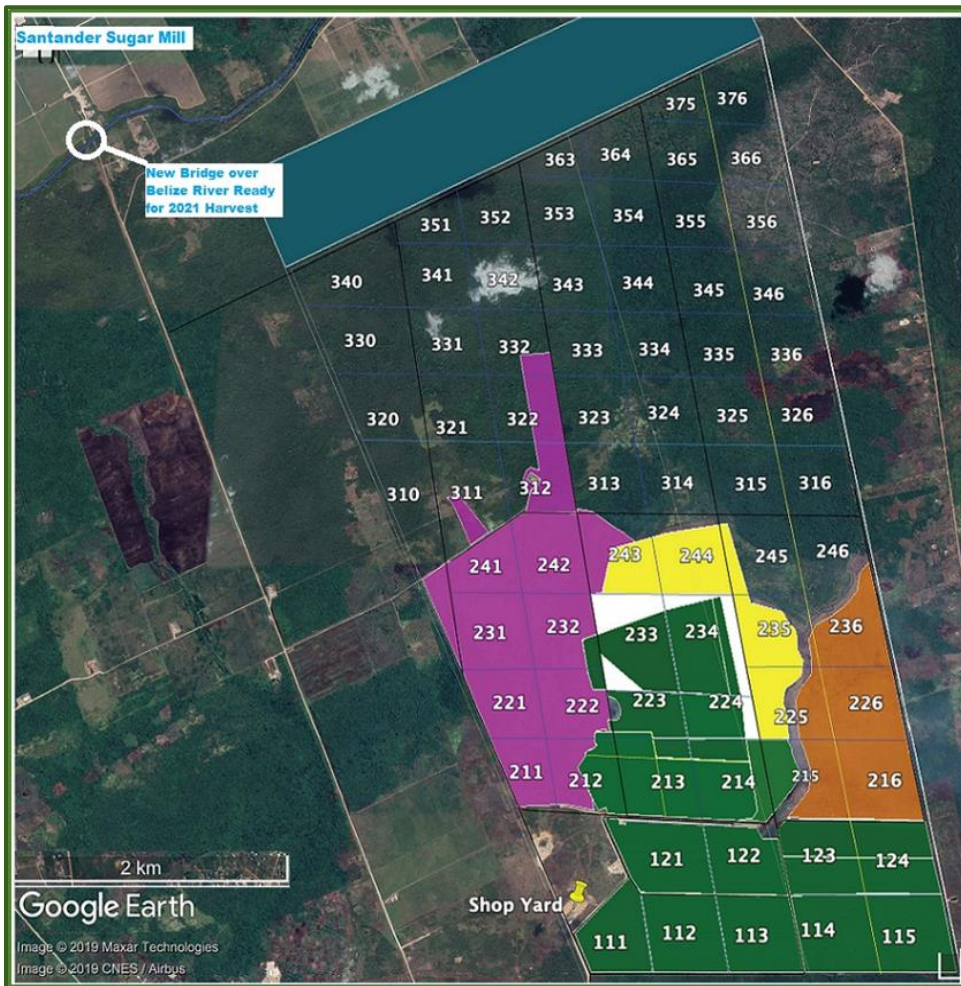 Santander Sugar Mill
New Bridge over
Belize River Ready
for 2021 Harvest
375 376
363 364 365 366
351 352 353 354 355 356
340 341 342 343 344 345 346
330 331 332 333 334 335 336
320 321 322 323 324 325 326
310 311 312 313 314 315 316
241 242 243 244 245 246
231 232 233 234 235 236
221 222 223 224 225 226
211 212 213 214 215 216
121 122 123 124
2 km
Shop Yard
111 112 113 114 115
Google Earth
Image © 2019 Maxar Technologies
Image © 2019 CNES / Airbus